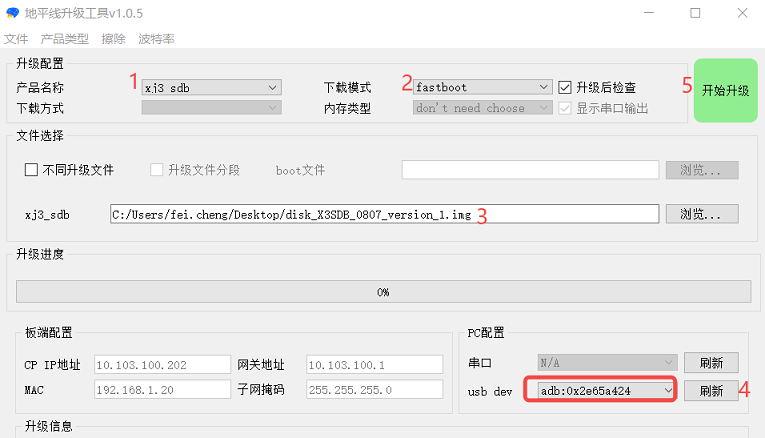 地平线升级工具v1.0.5
文件 产品类型 擦除 波特率
升级配置
产品名称 1 xj3 sdb 下载模式 2 fastboot 升级后检查 5 开始升级
下载方式 内存类型 don't need choose 显示串口输出
文件选择
不同升级文件 升级文件分段 boot文件 浏览...
xj3_sdb C:/Users/fei.cheng/Desktop/disk_X3SDB_0807_version_1.img 3 浏览...
升级进度
0%
板端配置 PC配置
CP IP地址 10.103.100.202 网关地址 10.103.100.1 串口 N/A 刷新
MAC 192.168.1.20 子网掩码 255.255.255.0 usb dev adb:0x2e65a424 刷新 4
升级信息